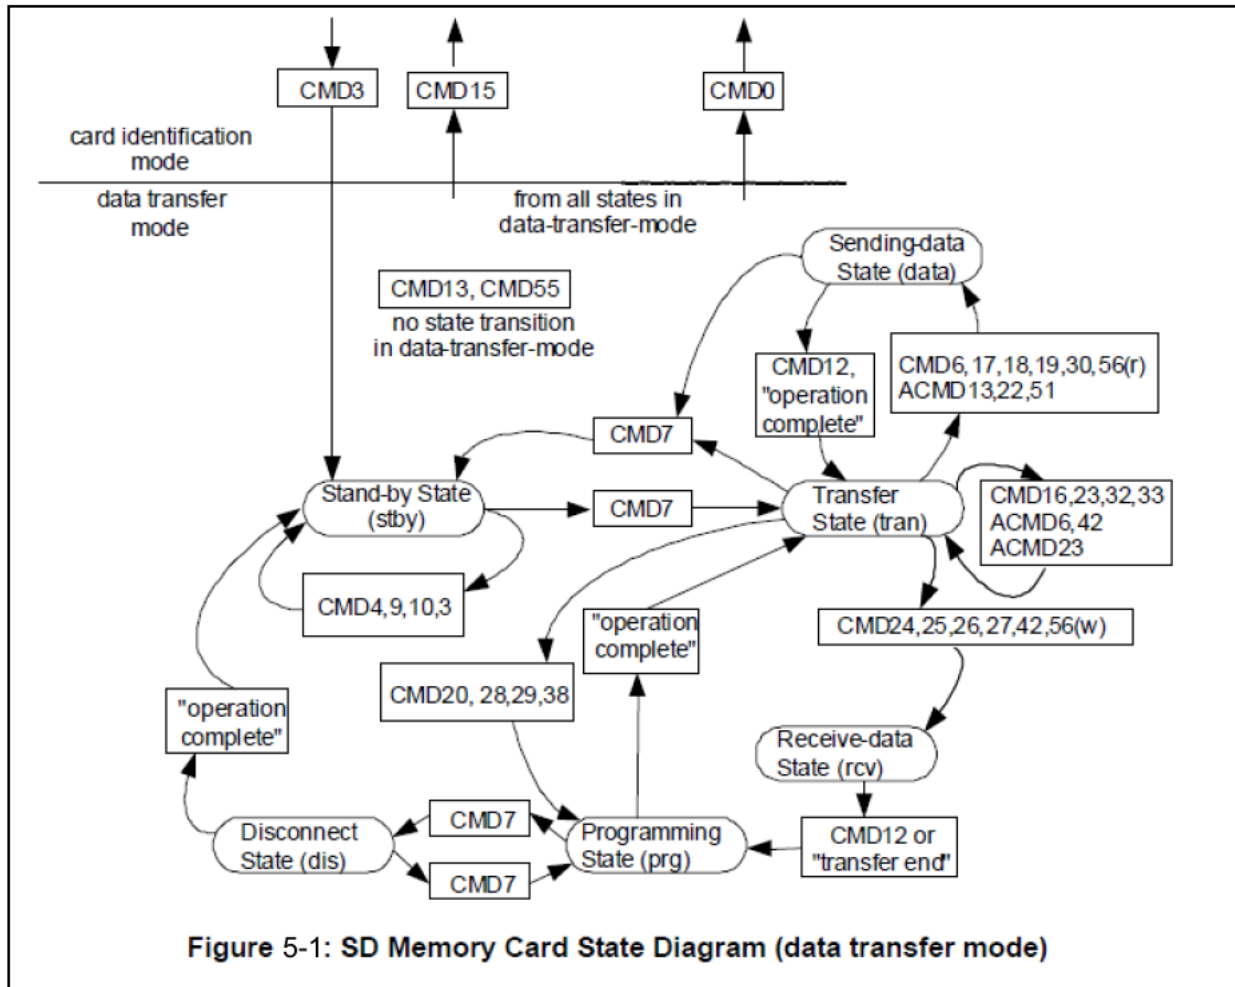 CMD3
CMD15
CMD0
card identification
mode
data transfer
mode
from all states in
data-transfer-mode
Sending-data
State (data)
CMD13, CMD55
no state transition
in data-transfer-mode
CMD12,
"operation
complete"
CMD6,17,18,19,30,56(r)
ACMD13,22,51
CMD7
Stand-by State
(stby)
CMD7
Transfer
State (tran)
CMD16,23,32,33
ACMD6,42
ACMD23
CMD4,9,10,3
"operation
complete"
CMD24,25,26,27,42,56(w)
CMD20, 28,29,38
"operation
complete"
Receive-data
State (rcv)
Disconnect
State (dis)
CMD7
CMD7
Programming
State (prg)
CMD12 or
"transfer end"
Figure 5-1: SD Memory Card State Diagram (data transfer mode)